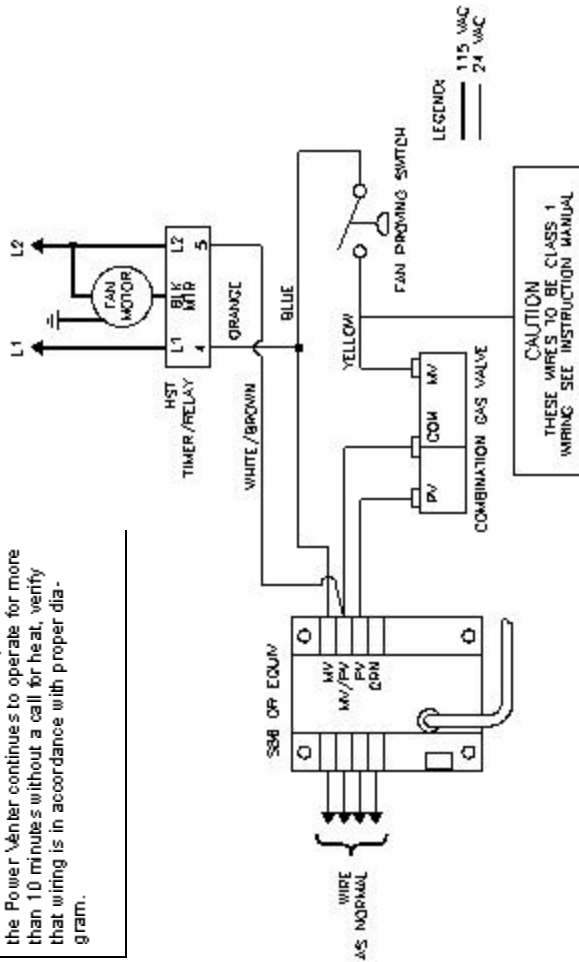 the Power Venter continues to operate for more
than 10 minutes without a call for heat, verify
that wiring is in accordance with proper dia-
gram.
L1
L2
FAN
MOTOR
HST
TIMER/RELAY
L1
BLK
MTR
L2
4
5
ORANGE
WHITE/BROWN
BLUE
YELLOW
FAN PROVING SWITCH
LEGEND:
115 VAC
24 VAC
S86 OR EQUIV
MV
MV/PV
PV
GRN
WIRE
AS NORMAL
PV
COM
MV
COMBINATION GAS VALVE
CAUTION
THESE WIRES TO BE CLASS 1
WIRING SEE INSTRUCTION MANUAL